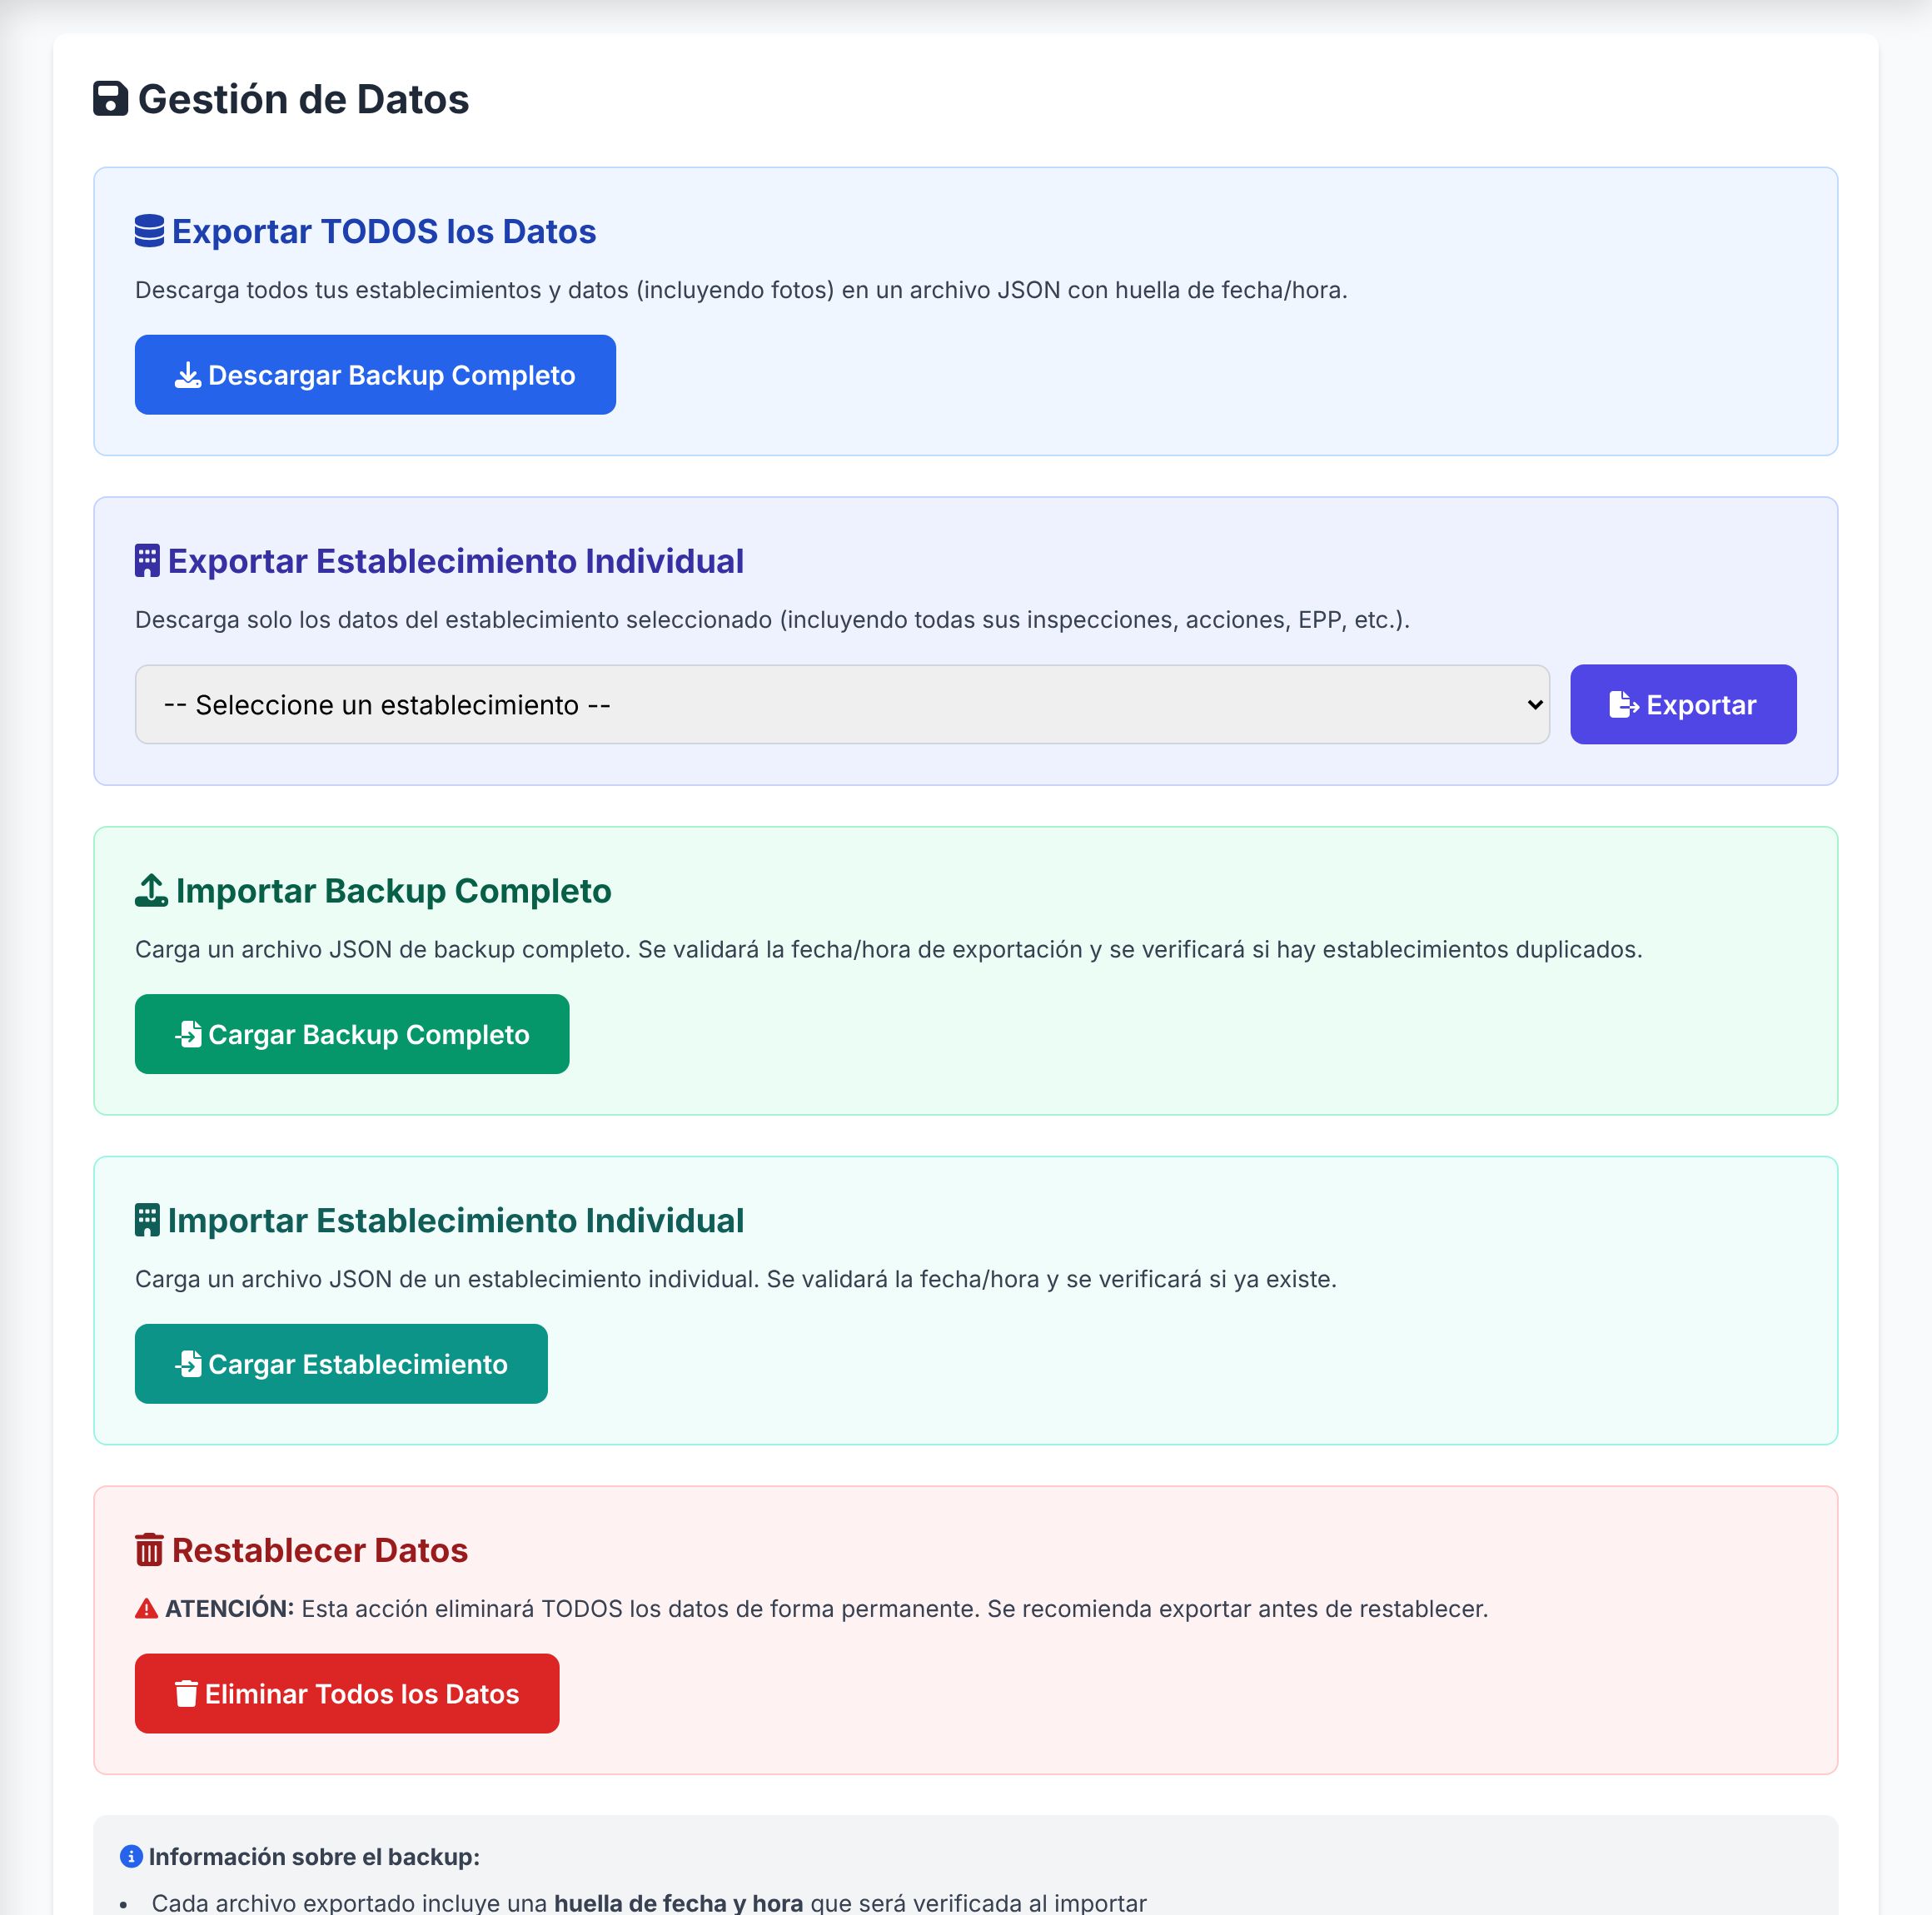 Gestión de Datos
Exportar TODOS los Datos
Descarga todos tus establecimientos y datos (incluyendo fotos) en un archivo JSON con huella de fecha/hora.
Descargar Backup Completo
Exportar Establecimiento Individual
Descarga solo los datos del establecimiento seleccionado (incluyendo todas sus inspecciones, acciones, EPP, etc.).
-- Seleccione un establecimiento --
Exportar
Importar Backup Completo
Carga un archivo JSON de backup completo. Se validará la fecha/hora de exportación y se verificará si hay establecimientos duplicados.
Cargar Backup Completo
Importar Establecimiento Individual
Carga un archivo JSON de un establecimiento individual. Se validará la fecha/hora y se verificará si ya existe.
Cargar Establecimiento
Restablecer Datos
ATENCIÓN: Esta acción eliminará TODOS los datos de forma permanente. Se recomienda exportar antes de restablecer.
Eliminar Todos los Datos
Información sobre el backup:
• Cada archivo exportado incluye una huella de fecha y hora que será verificada al importar